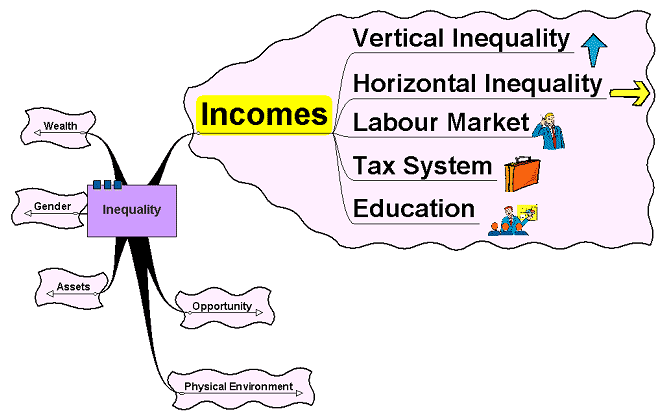 Vertical Inequality
Horizontal Inequality
Incomes
Labour Market
Tax System
Education
Wealth
Gender
Inequality
Assets
Opportunity
Physical Environment